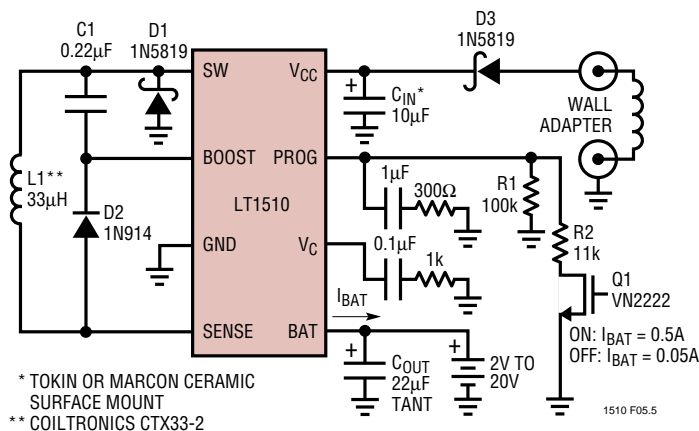 C1
0.22µF
D1
1N5819
D3
1N5819
SW
VCC
CIN*
10µF
WALL
ADAPTER
BOOST
PROG
L1**
33µH
D2
1N914
LT1510
1µF
300Ω
R1
100k
R2
11k
GND
VC
0.1µF
1k
Q1
VN2222
IBAT
SENSE
BAT
ON: IBAT = 0.5A
OFF: IBAT = 0.05A
COUT
22µF
TANT
2V TO
20V
* TOKIN OR MARCON CERAMIC
SURFACE MOUNT
** COILTRONICS CTX33-2
1510 F05.5
+
+
+